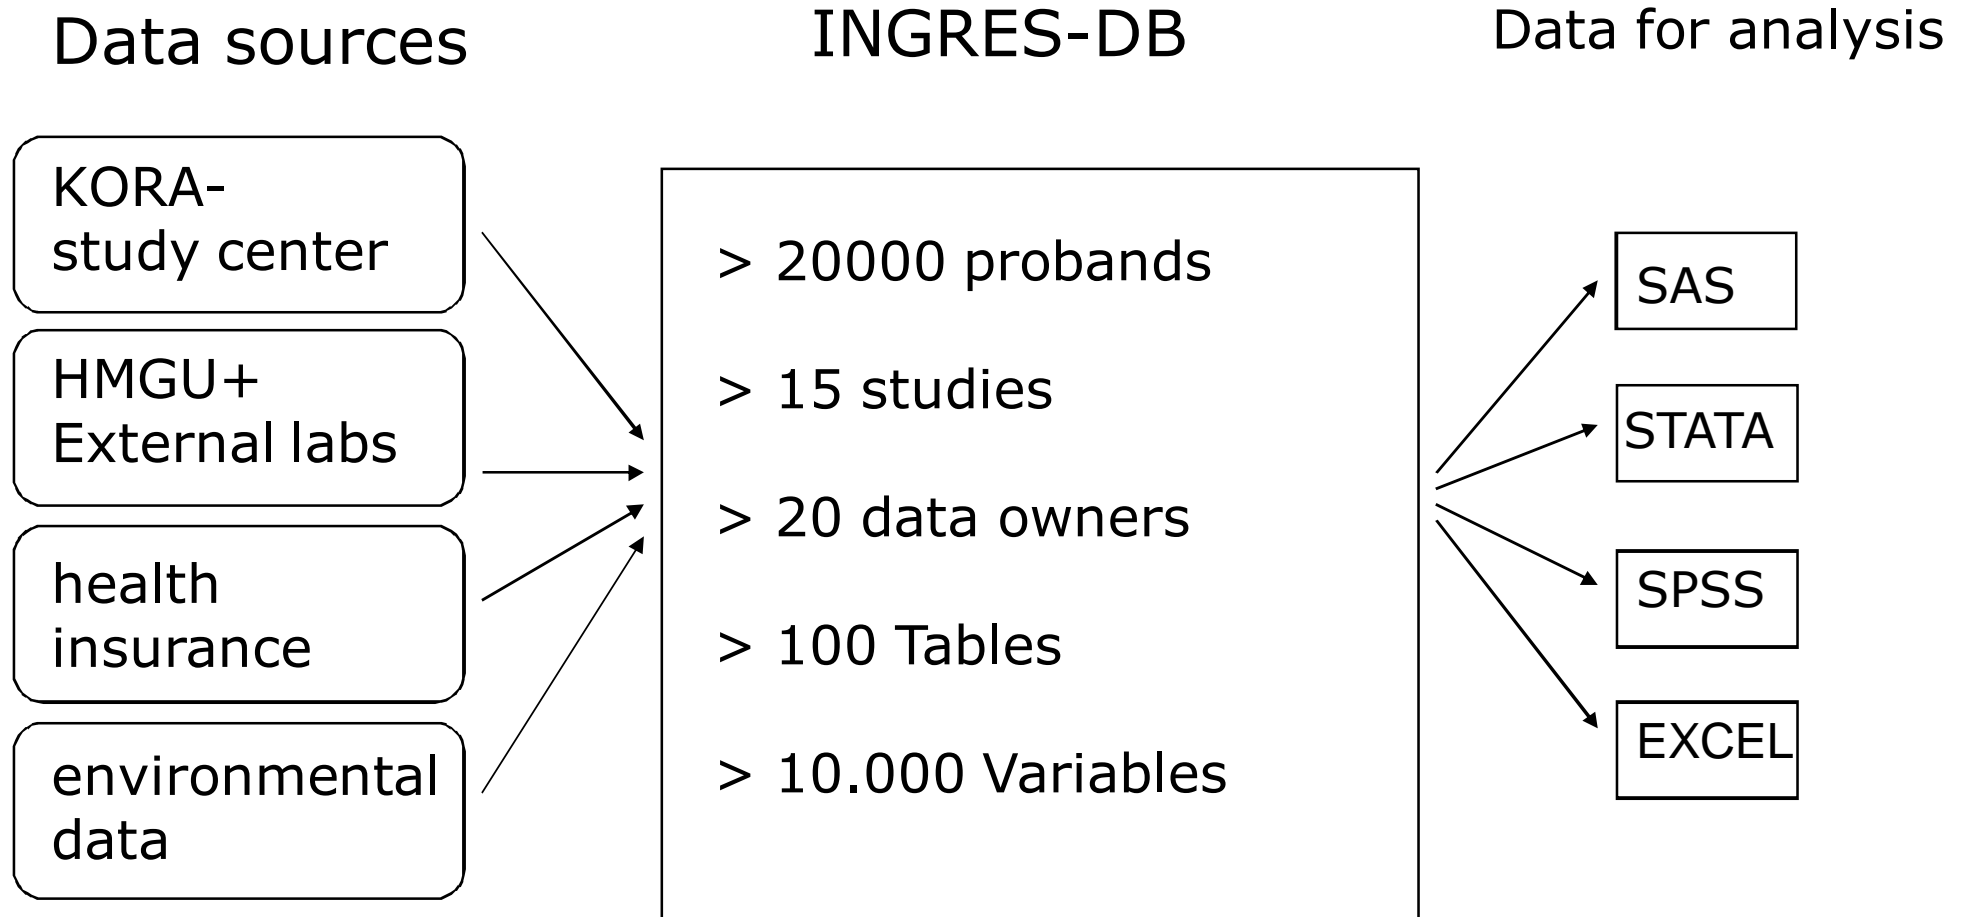 Data sources
INGRES-DB
Data for analysis
KORA-
study center
HMGU+
External labs
health
insurance
environmental
data
> 20000 probands
> 15 studies
> 20 data owners
> 100 Tables
> 10.000 Variables
SAS
STATA
SPSS
EXCEL